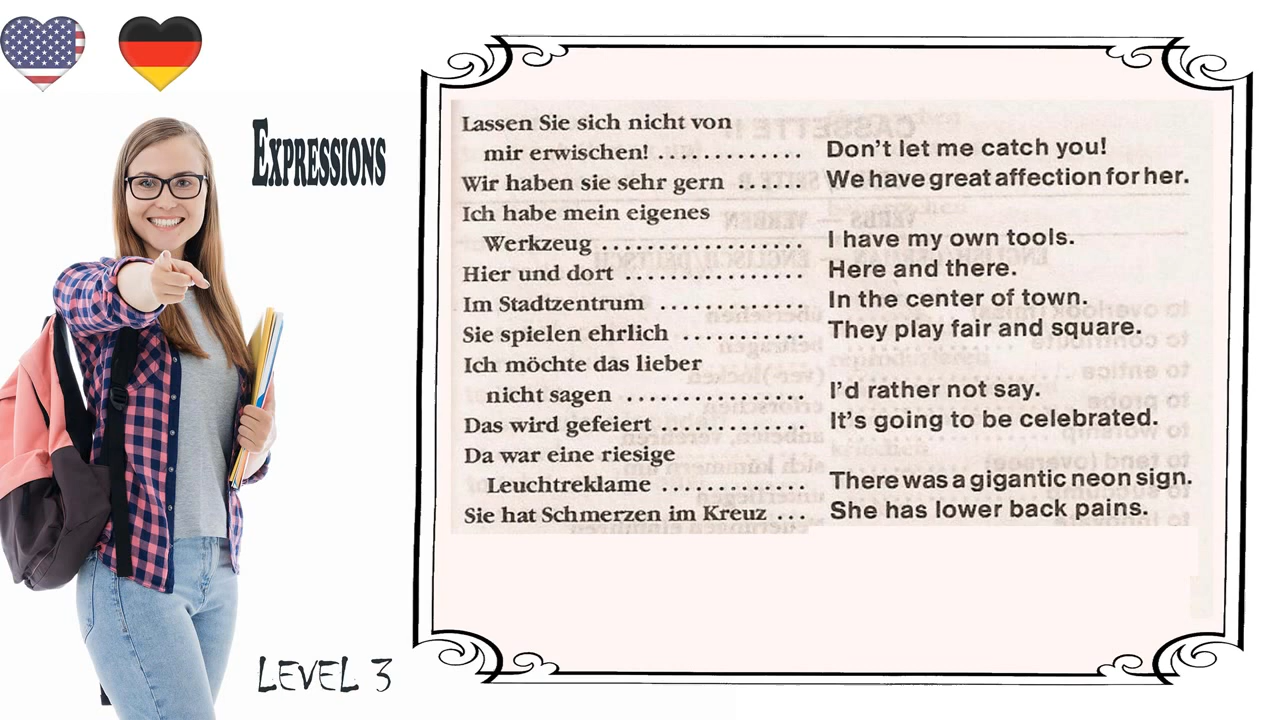 EXPRESSIONS
LEVEL 3
Lassen Sie sich nicht von
mir erwischen! ............. Don't let me catch you!
Wir haben sie sehr gern ...... We have great affection for her.
Ich habe mein eigenes
Werkzeug .................. I have my own tools.
Hier und dort ................ Here and there.
Im Stadtzentrum ............. In the center of town.
Sie spielen ehrlich ........... They play fair and square.
Ich möchte das lieber
nicht sagen ................ I'd rather not say.
Das wird gefeiert ............. It's going to be celebrated.
Da war eine riesige
Leuchtreklame ............. There was a gigantic neon sign.
Sie hat Schmerzen im Kreuz ... She has lower back pains.